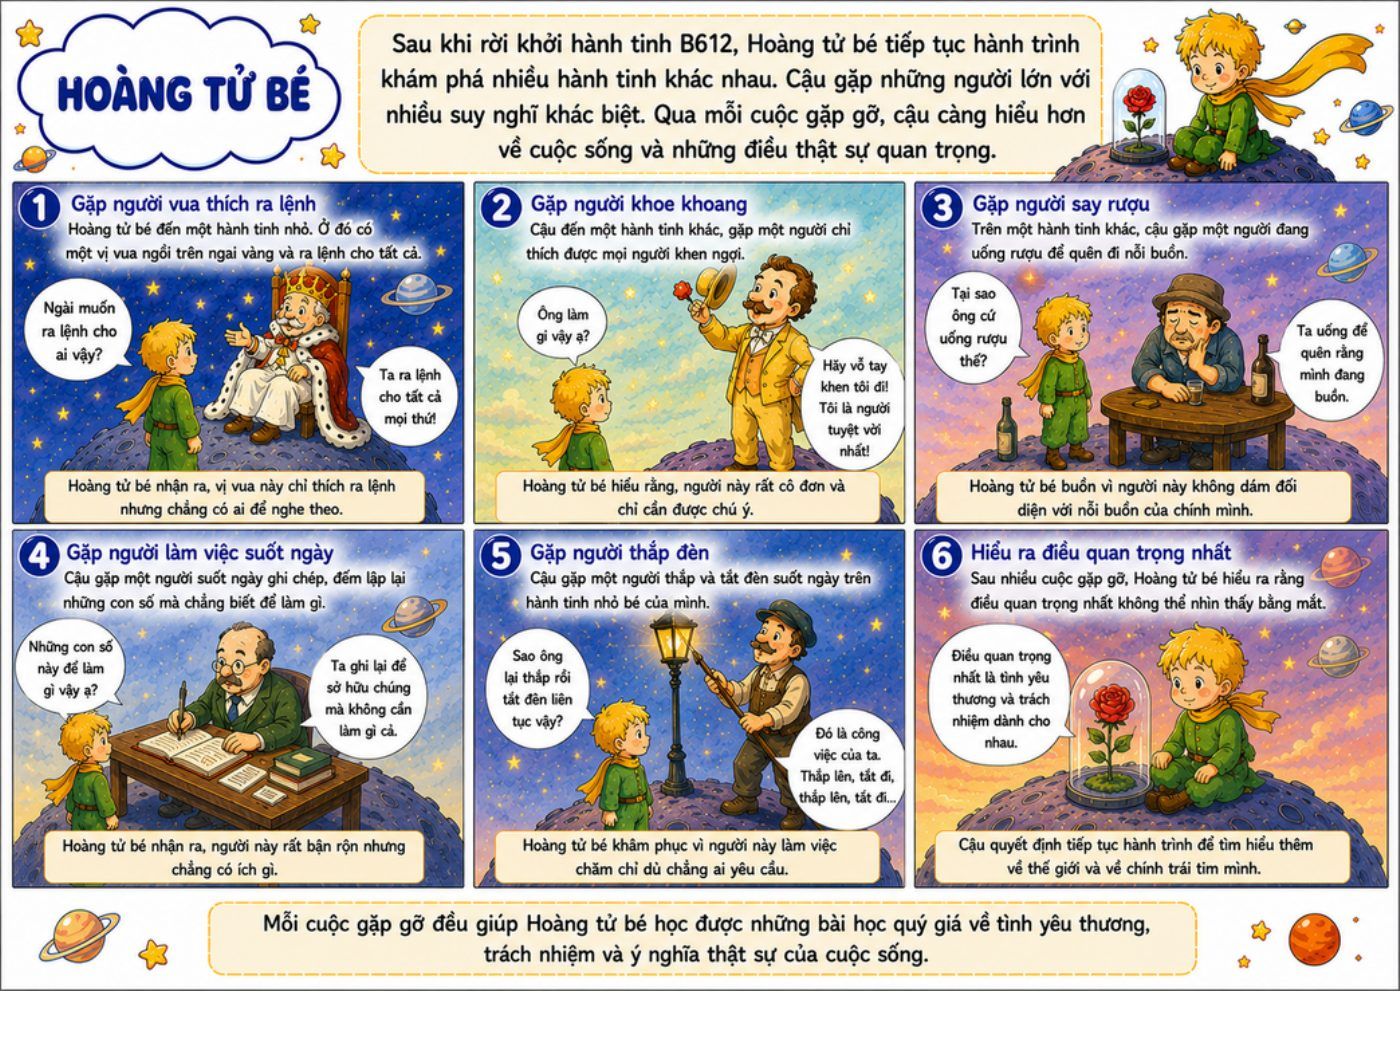 HOÀNG TỬ BÉ
Sau khi rời khỏi hành tinh B612, Hoàng tử bé tiếp tục hành trình
khám phá nhiều hành tinh khác nhau. Cậu gặp những người lớn với
nhiều suy nghĩ khác biệt. Qua mỗi cuộc gặp gỡ, cậu càng hiểu hơn
về cuộc sống và những điều thật sự quan trọng.
1 Gặp người vua thích ra lệnh
Hoàng tử bé đến một hành tinh nhỏ. Ở đó có
một vị vua ngồi trên ngai vàng và ra lệnh cho tất cả.
Ngài muốn
ra lệnh cho
ai vậy?
Ta ra lệnh
cho tất cả
mọi thứ!
Hoàng tử bé nhận ra, vị vua này chỉ thích ra lệnh
nhưng chẳng có ai để nghe theo.
2 Gặp người khoe khoang
Cậu đến một hành tinh khác, gặp một người chỉ
thích được mọi người khen ngợi.
Ông làm
gì vậy ạ?
Hãy vỗ tay
khen tôi đi!
Tôi là người
tuyệt vời
nhất!
Hoàng tử bé hiểu rằng, người này rất cô đơn và
chỉ cần được chú ý.
3 Gặp người say rượu
Trên một hành tinh khác, cậu gặp một người đang
uống rượu để quên đi nỗi buồn.
Tại sao
ông cứ
uống rượu
thế?
Ta uống để
quên rằng
mình đang
buồn.
Hoàng tử bé buồn vì người này không dám đối
diện với nỗi buồn của chính mình.
4 Gặp người làm việc suốt ngày
Cậu gặp một người suốt ngày ghi chép, đếm lập lại
những con số mà chẳng biết để làm gì.
Những con số
này để làm
gì vậy ạ?
Ta ghi lại để
sở hữu chúng
mà không cần
làm gì cả.
Hoàng tử bé nhận ra, người này rất bận rộn nhưng
chẳng có ích gì.
5 Gặp người thắp đèn
Cậu gặp một người thắp và tắt đèn suốt ngày trên
hành tinh nhỏ bé của mình.
Sao ông
lại thắp rồi
tắt đèn liên
tục vậy?
Đó là công
việc của ta.
Thắp lên, tắt đi,
thắp lên, tắt đi...
Hoàng tử bé khâm phục vì người này làm việc
chăm chỉ dù chẳng ai yêu cầu.
6 Hiểu ra điều quan trọng nhất
Sau nhiều cuộc gặp gỡ, Hoàng tử bé hiểu ra rằng
điều quan trọng nhất không thể nhìn thấy bằng mắt.
Điều quan trọng
nhất là tình yêu
thương và trách
nhiệm dành cho
nhau.
Cậu quyết định tiếp tục hành trình để tìm hiểu thêm
về thế giới và về chính trái tim mình.
Mỗi cuộc gặp gỡ đều giúp Hoàng tử bé học được những bài học quý giá về tình yêu thương,
trách nhiệm và ý nghĩa thật sự của cuộc sống.